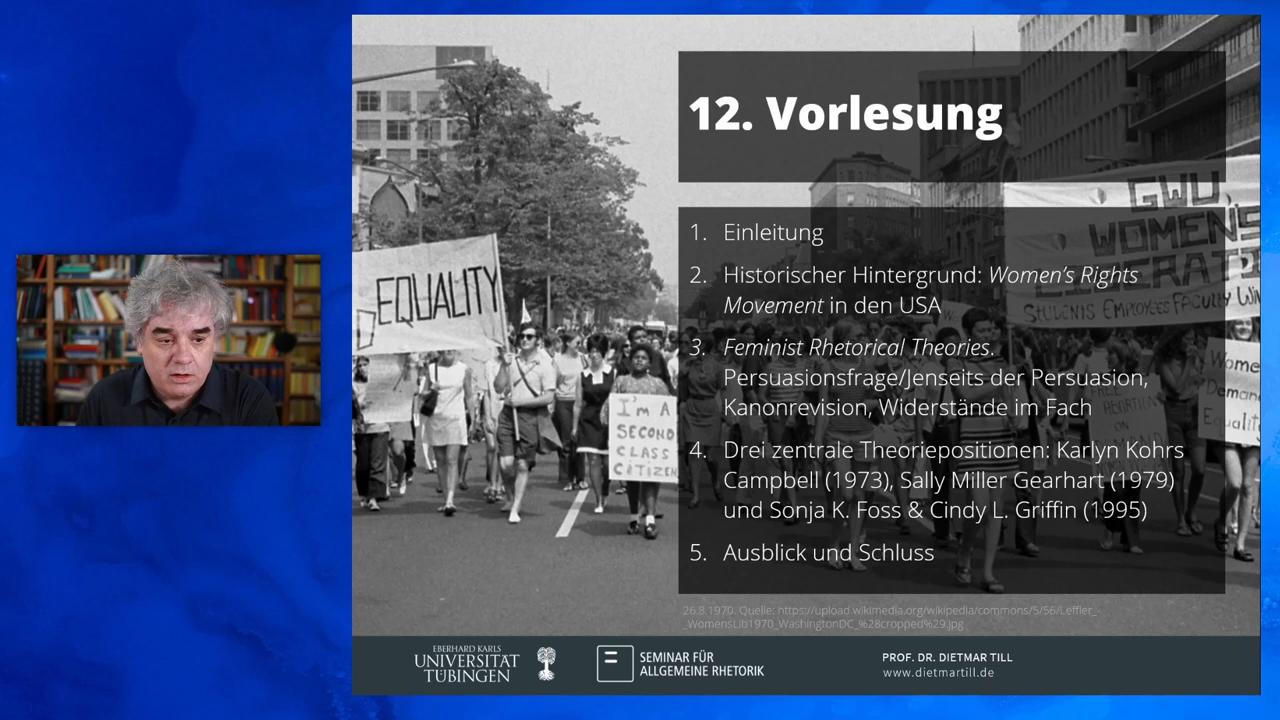 12. Vorlesung
1. Einleitung
2. Historischer Hintergrund: Women's Rights
Movement in den USA
3. Feminist Rhetorical Theories.
Persuasionsfrage/Jenseits der Persuasion,
Kanonrevision, Widerstände im Fach
4. Drei zentrale Theoriepositionen: Karlyn Kohrs
Campbell (1973), Sally Miller Gearhart (1979)
und Sonja K. Foss & Cindy L. Griffin (1995)
5. Ausblick und Schluss
EQUALITY
I'M A
SECOND
CLASS
CITIZEN
GWU
WOMEN'S
LIBERATI
STUDENTS EMPLOYEES FACULTY WI
Women
Demand
Equality
26.8.1970. Quelle: https://upload.wikimedia.org/wikipedia/commons/5/56/Leffler_-
_WomensLib1970_WashingtonDC_%28cropped%29.jpg
EBERHARD KARLS
UNIVERSITÄT
TÜBINGEN
SEMINAR FÜR
ALLGEMEINE RHETORIK
PROF. DR. DIETMAR TILL
www.dietmartill.de